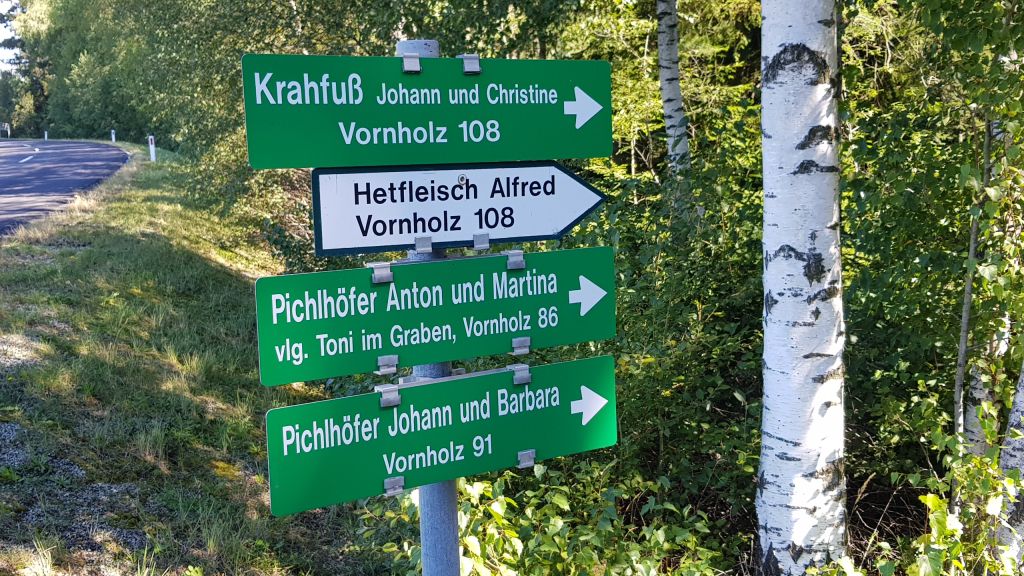 Krahfuß Johann und Christine
Vornholz 108
Hetfleisch Alfred
Vornholz 108
Pichlhöfer Anton und Martina
vlg. Toni im Graben, Vornholz 86
Pichlhöfer Johann und Barbara
Vornholz 91